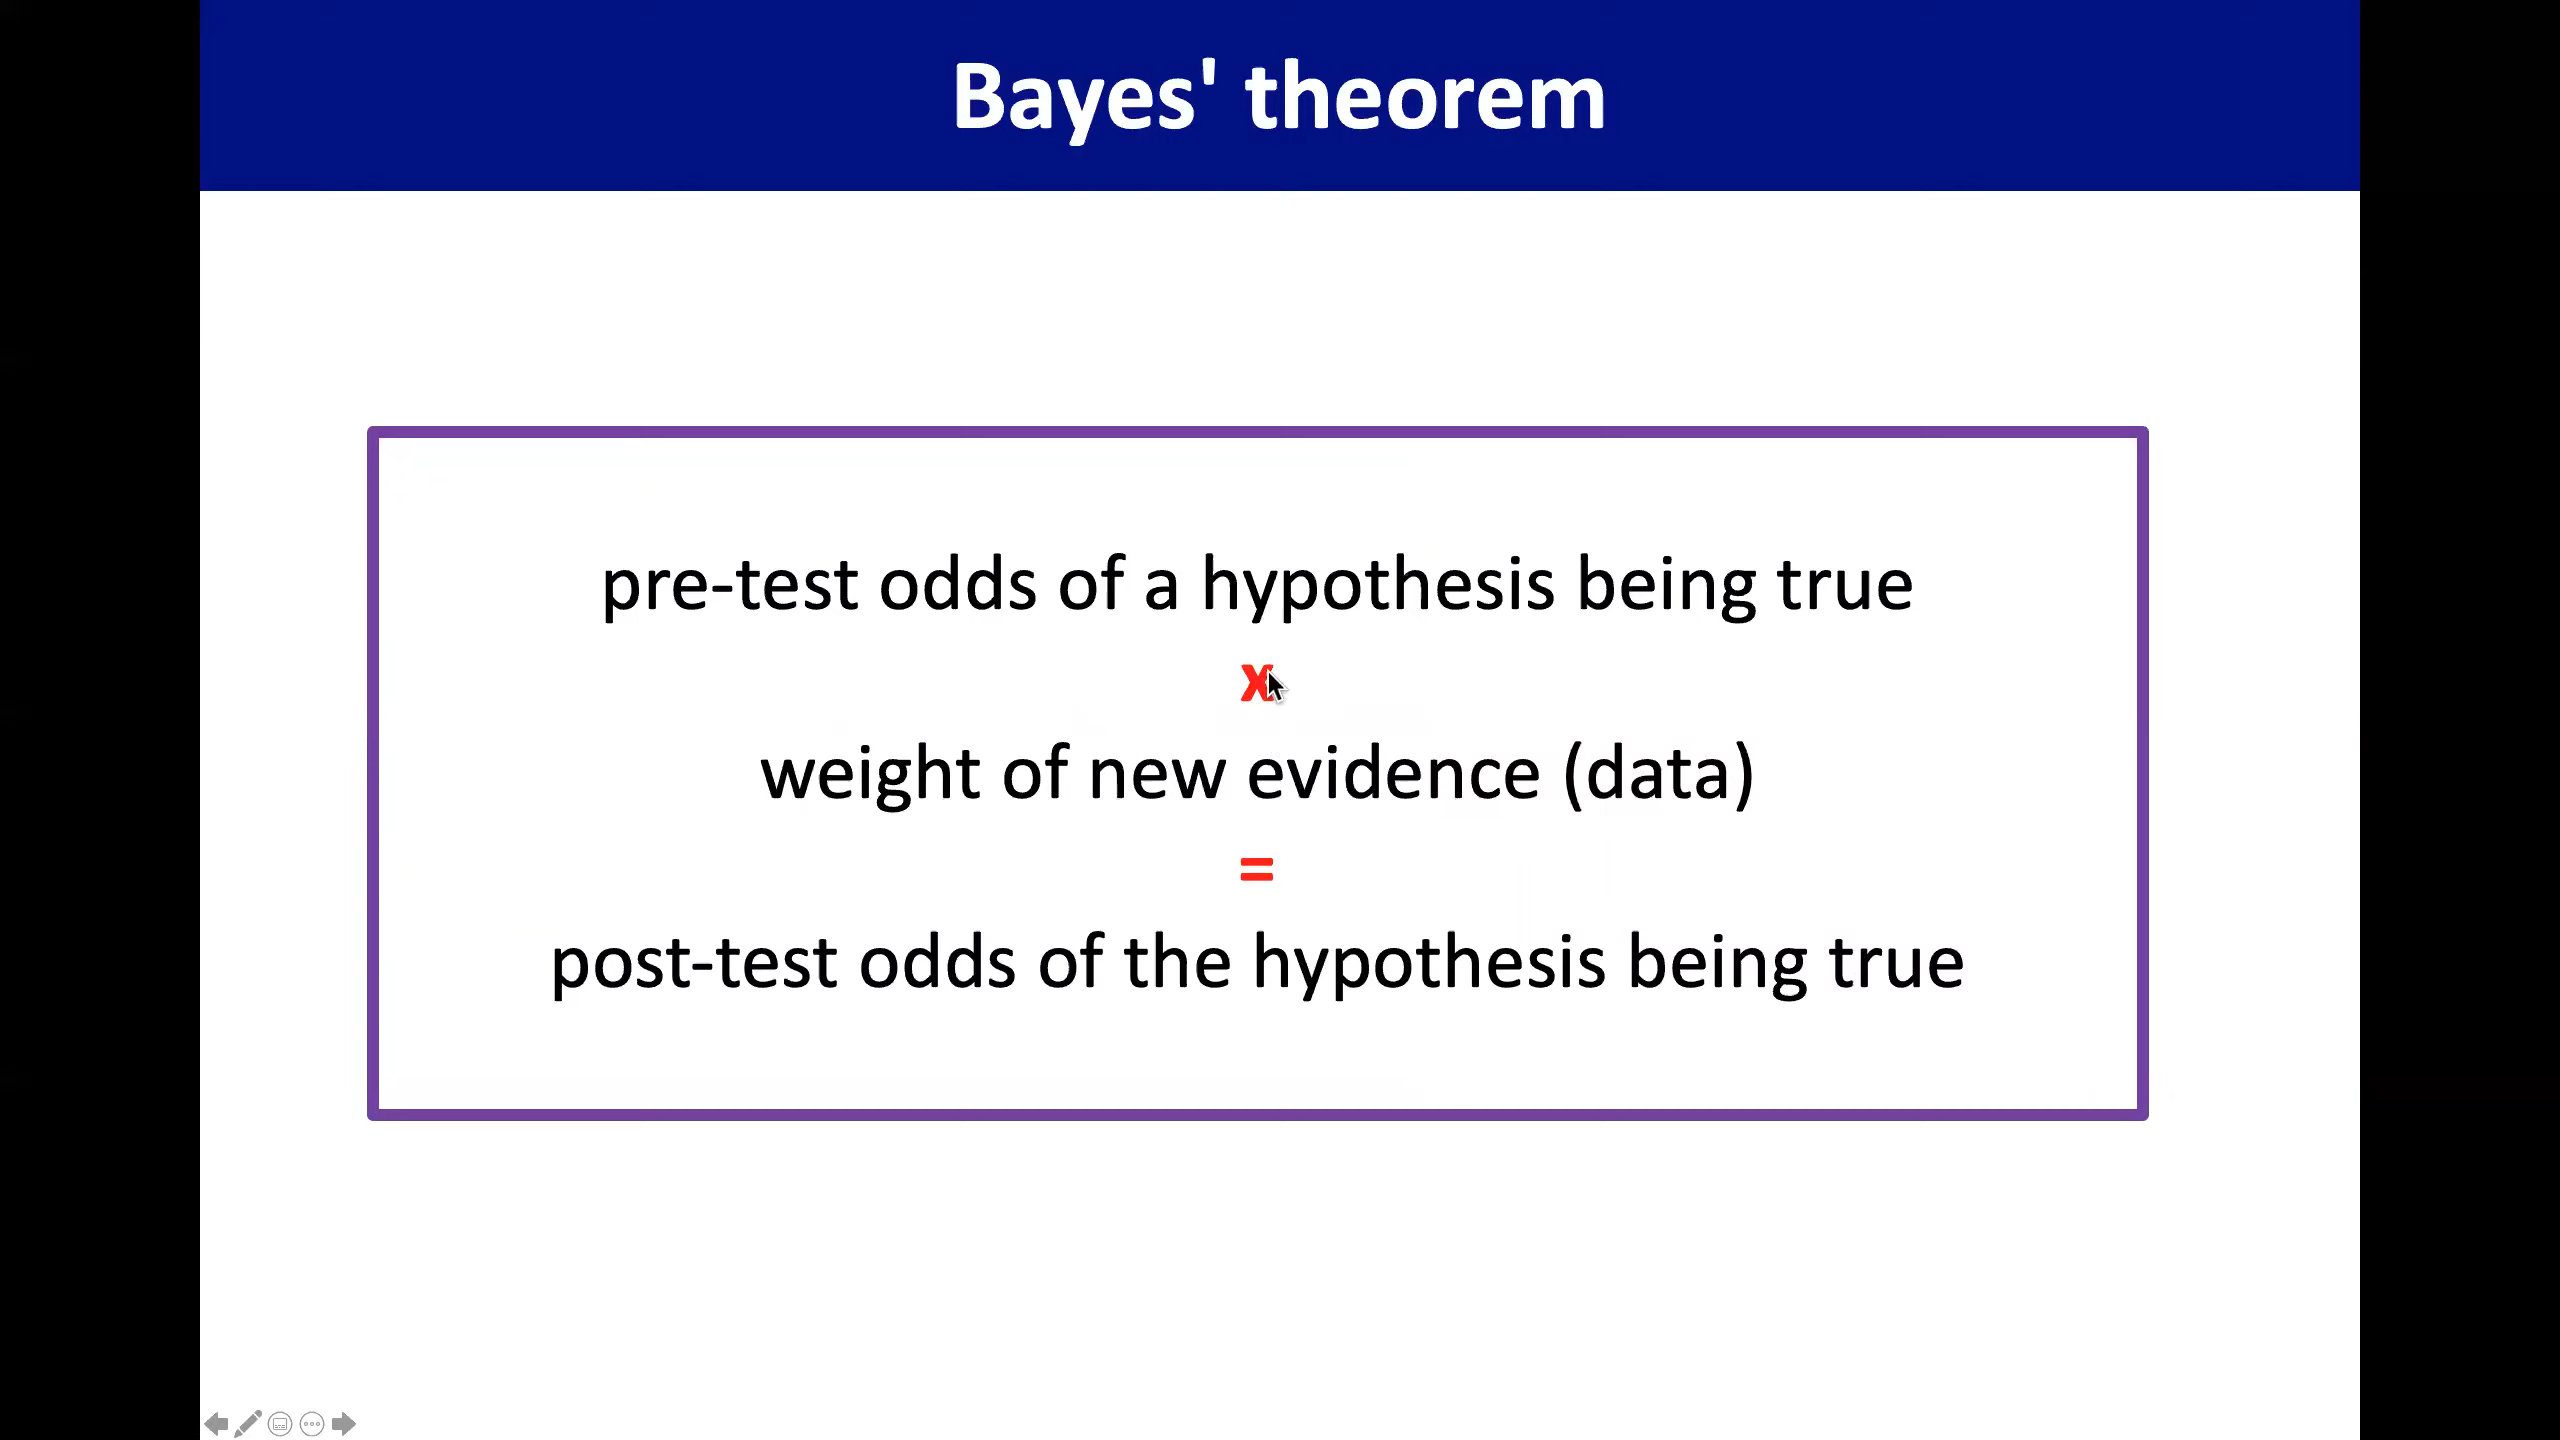 Bayes' theorem
pre-test odds of a hypothesis being true
x
weight of new evidence (data)
=
post-test odds of the hypothesis being true